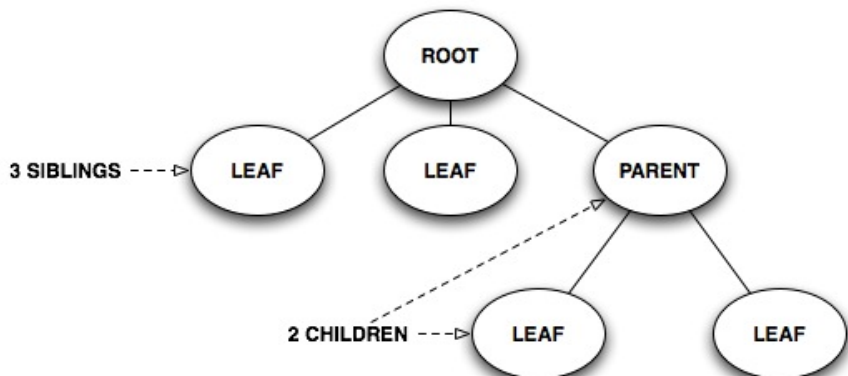 ROOT
3 SIBLINGS
LEAF
LEAF
PARENT
2 CHILDREN
LEAF
LEAF